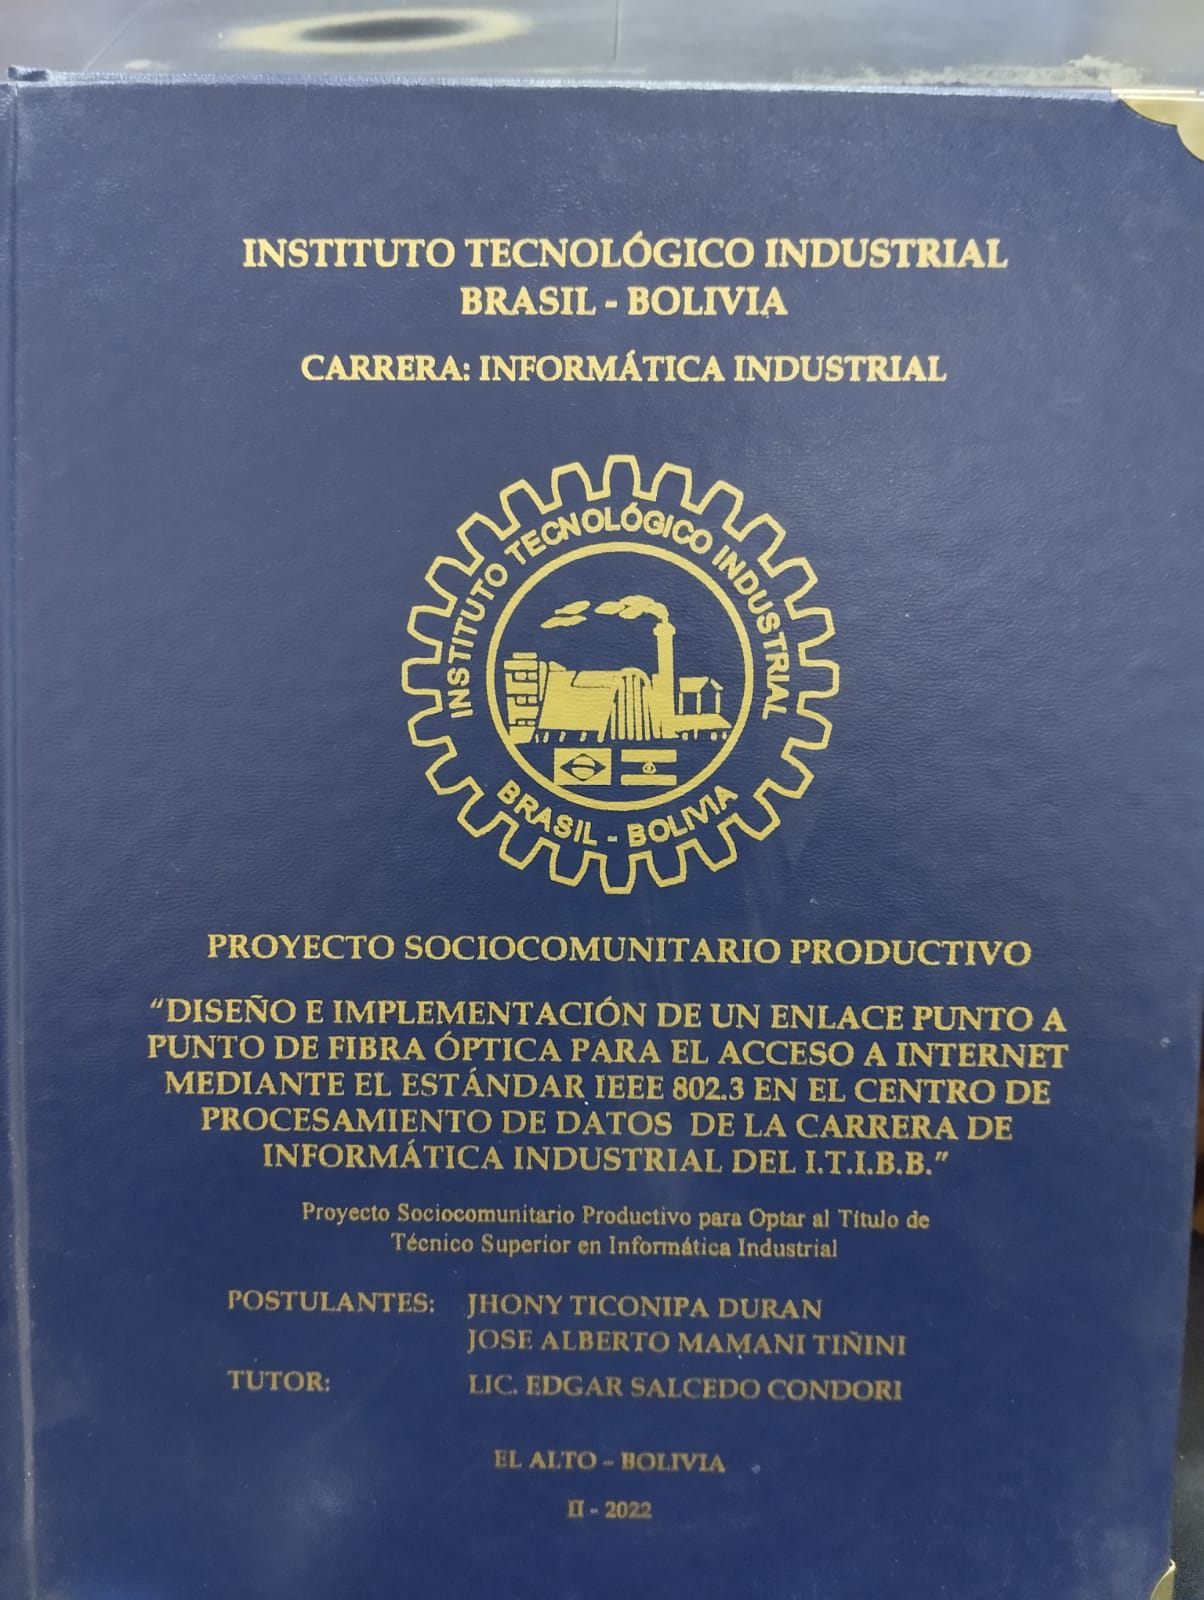 INSTITUTO TECNOLÓGICO INDUSTRIAL
BRASIL - BOLIVIA
CARRERA: INFORMÁTICA INDUSTRIAL
INSTITUTO TECNOLÓGICO INDUSTRIAL
BRASIL - BOLIVIA
PROYECTO SOCIOCOMUNITARIO PRODUCTIVO
“DISEÑO E IMPLEMENTACIÓN DE UN ENLACE PUNTO A
PUNTO DE FIBRA ÓPTICA PARA EL ACCESO A INTERNET
MEDIANTE EL ESTÁNDAR IEEE 802.3 EN EL CENTRO DE
PROCESAMIENTO DE DATOS DE LA CARRERA DE
INFORMÁTICA INDUSTRIAL DEL I.T.I.B.B.”
Proyecto Sociocomunitario Productivo para Optar al Título de
Técnico Superior en Informática Industrial
POSTULANTES: JHONY TICONIPA DURAN
JOSE ALBERTO MAMANI TIÑINI
TUTOR: LIC. EDGAR SALCEDO CONDORI
EL ALTO - BOLIVIA
II - 2022